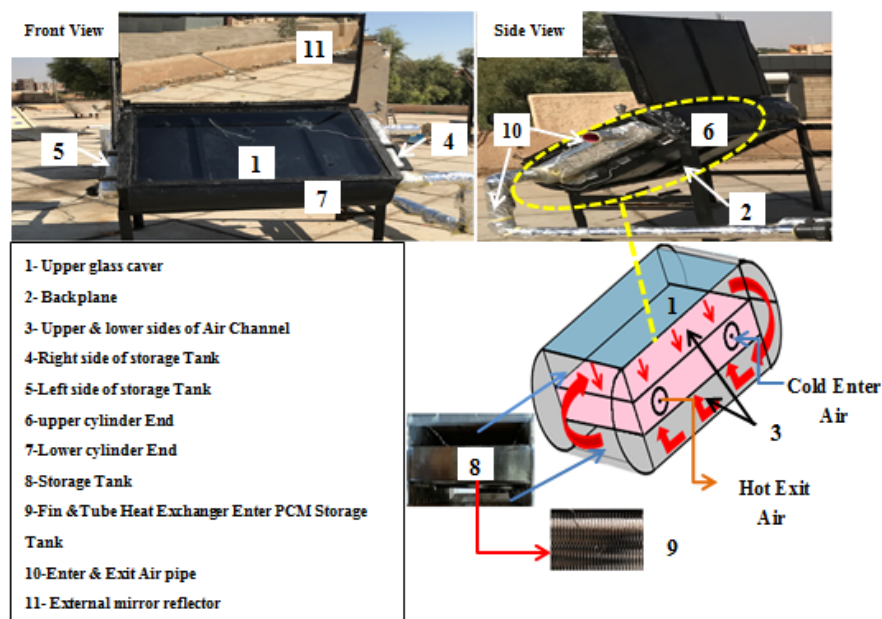 Front View
11
5
1
4
7
Side View
10
6
2
1- Upper glass caver
2- Back plane
3- Upper & lower sides of Air Channel
4-Right side of storage Tank
5-Left side of storage Tank
6-upper cylinder End
7-Lower cylinder End
8-Storage Tank
9-Fin &Tube Heat Exchanger Enter PCM Storage
Tank
10-Enter & Exit Air pipe
11- External mirror reflector
1
Cold Enter
Air
3
8
Hot Exit
Air
9